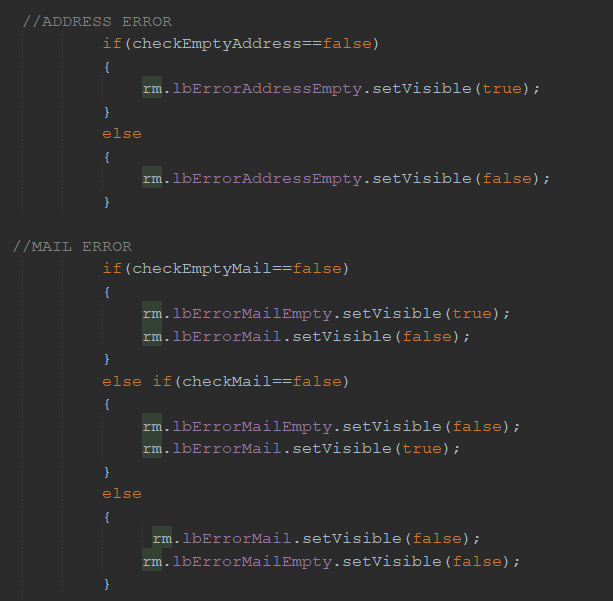 //ADDRESS ERROR
if(checkEmptyAddress==false)
{
rm.lbErrorAddressEmpty.setVisible(true);
}
else
{
rm.lbErrorAddressEmpty.setVisible(false);
}
//MAIL ERROR
if(checkEmptyMail==false)
{
rm.lbErrorMailEmpty.setVisible(true);
rm.lbErrorMail.setVisible(false);
}
else if(checkMail==false)
{
rm.lbErrorMailEmpty.setVisible(false);
rm.lbErrorMail.setVisible(true);
}
else
{
rm.lbErrorMail.setVisible(false);
rm.lbErrorMailEmpty.setVisible(false);
}